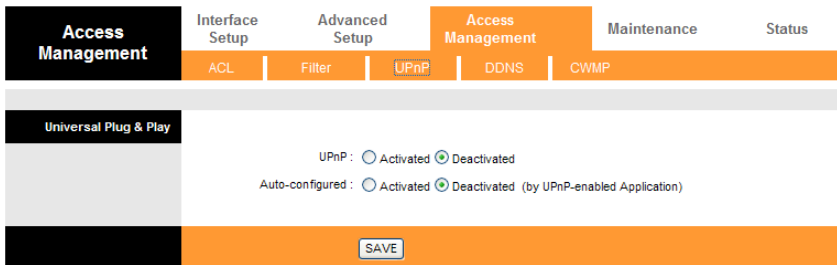 Access Management
Interface Setup
Advanced Setup
Access Management
Maintenance
Status
ACL
Filter
UPnP
DDNS
CWMP
Universal Plug & Play
UPnP : Activated Deactivated
Auto-configured : Activated Deactivated (by UPnP-enabled Application)
SAVE